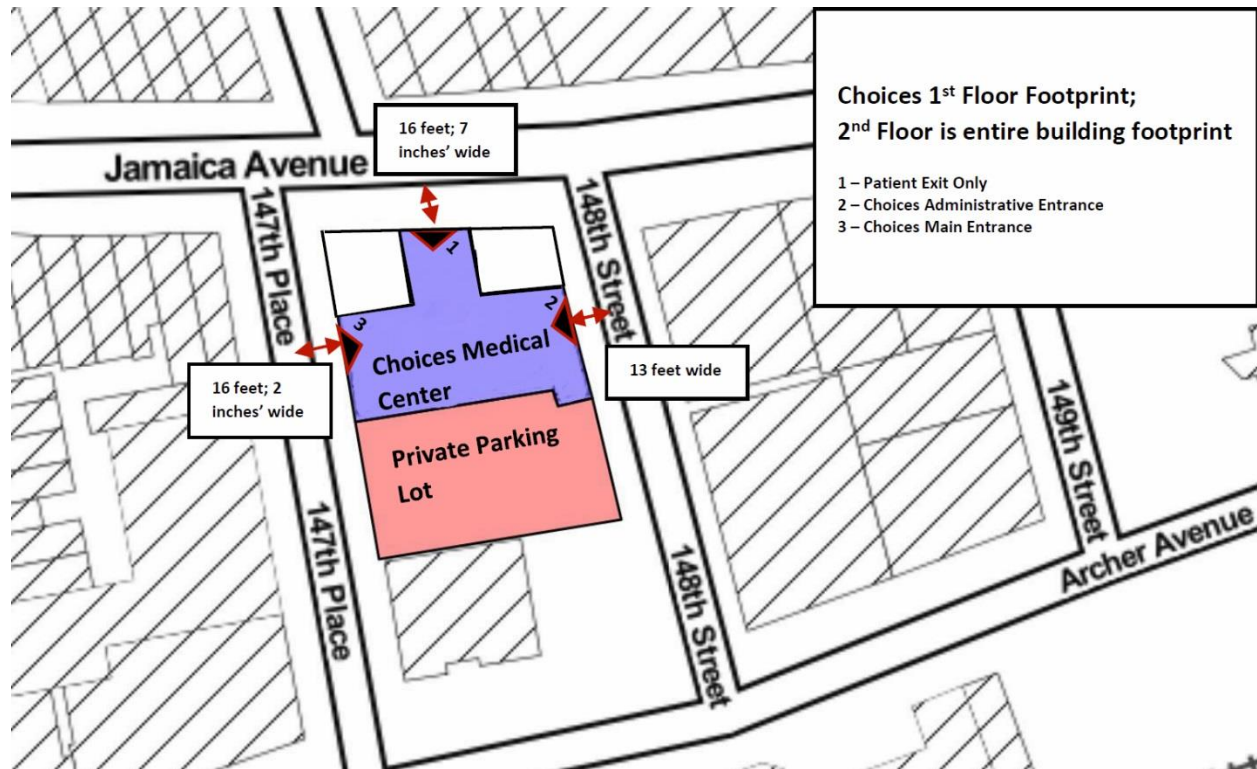 16 feet; 7
inches’ wide
Choices 1st Floor Footprint;
2nd Floor is entire building footprint
1 – Patient Exit Only
2 – Choices Administrative Entrance
3 – Choices Main Entrance
Jamaica Avenue
147th Place
148th Street
1
2
3
Choices Medical
Center
16 feet; 2
inches’ wide
13 feet wide
Private Parking
Lot
149th Street
147th Place
148th Street
Archer Avenue